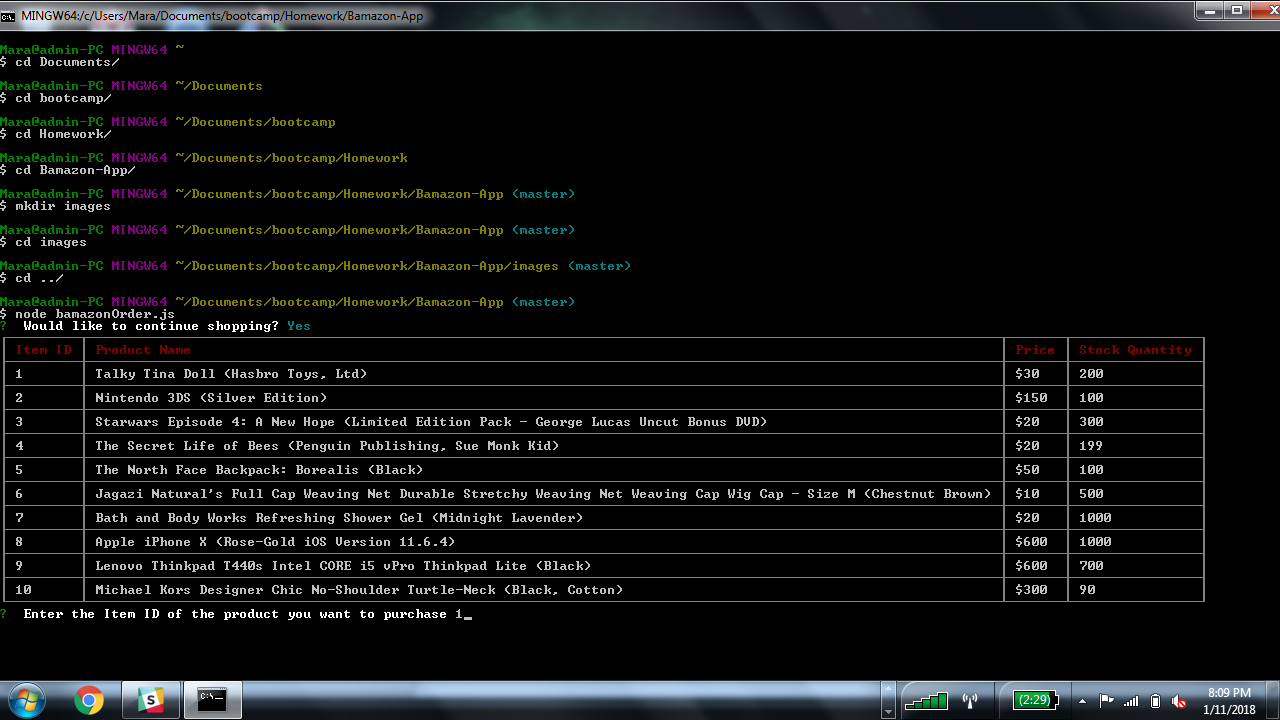 MINGW64:/c/Users/Mara/Documents/bootcamp/Homework/Bamazon-App
Mara@admin-PC MINGW64 ~
$ cd Documents/
Mara@admin-PC MINGW64 ~/Documents
$ cd bootcamp/
Mara@admin-PC MINGW64 ~/Documents/bootcamp
$ cd Homework/
Mara@admin-PC MINGW64 ~/Documents/bootcamp/Homework
$ cd Bamazon-App/
Mara@admin-PC MINGW64 ~/Documents/bootcamp/Homework/Bamazon-App (master)
$ mkdir images
Mara@admin-PC MINGW64 ~/Documents/bootcamp/Homework/Bamazon-App (master)
$ cd images
Mara@admin-PC MINGW64 ~/Documents/bootcamp/Homework/Bamazon-App/images (master)
$ cd ../
Mara@admin-PC MINGW64 ~/Documents/bootcamp/Homework/Bamazon-App (master)
$ node bamazonOrder.js
? Would like to continue shopping? Yes
Item ID Product Name Price Stock Quantity
1 Talky Tina Doll (Hasbro Toys, Ltd) $30 200
2 Nintendo 3DS (Silver Edition) $150 100
3 Starwars Episode 4: A New Hope (Limited Edition Pack - George Lucas Uncut Bonus DVD) $20 300
4 The Secret Life of Bees (Penguin Publishing, Sue Monk Kid) $20 199
5 The North Face Backpack: Borealis (Black) $50 100
6 Jagazi Natural's Full Cap Weaving Net Durable Stretchy Weaving Net Weaving Cap Wig Cap - Size M (Chestnut Brown) $10 500
7 Bath and Body Works Refreshing Shower Gel (Midnight Lavender) $20 1000
8 Apple iPhone X (Rose-Gold iOS Version 11.6.4) $600 1000
9 Lenovo Thinkpad T440s Intel CORE i5 vPro Thinkpad Lite (Black) $600 700
10 Michael Kors Designer Chic No-Shoulder Turtle-Neck (Black, Cotton) $300 90
? Enter the Item ID of the product you want to purchase 1_
C:\_
(2:29)
8:09 PM
1/11/2018